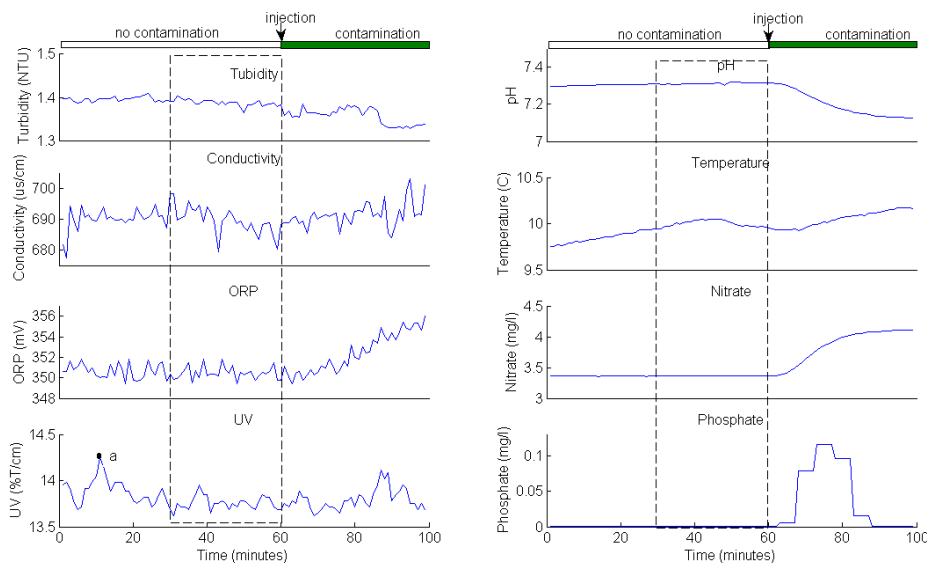 injection
no contamination
contamination
1.5
Tubidity
1.4
1.3
Turbidity (NTU)
Conductivity
700
690
680
Conductivity (us/cm)
ORP
356
354
352
350
348
ORP (mV)
UV
14.5
a
14
13.5
UV (%T/cm)
0
20
40
60
80
100
Time (minutes)
injection
no contamination
contamination
7.4
pH
7.2
7
pH
Temperature
10.5
10
9.5
Temperature (C)
Nitrate
4.5
4
3.5
3
Nitrate (mg/l)
Phosphate
0.1
0.05
0
Phosphate (mg/l)
0
20
40
60
80
100
Time (minutes)